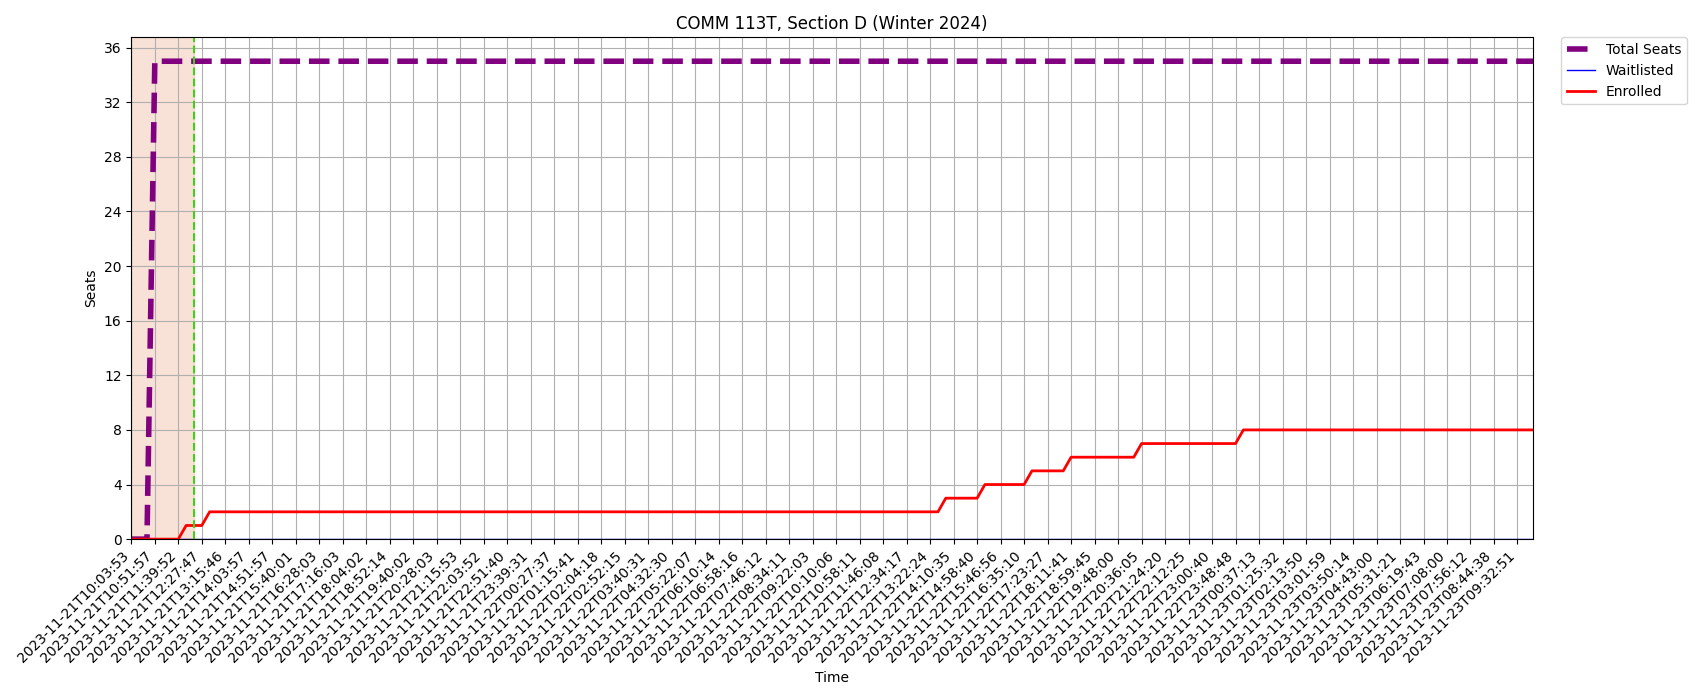 COMM 113T, Section D (Winter 2024)
Total Seats
Waitlisted
Enrolled
36
32
28
24
20
16
12
8
4
0
Seats
2023-11-21T10:03:53
2023-11-21T10:51:57
2023-11-21T11:39:52
2023-11-21T12:27:47
2023-11-21T13:15:46
2023-11-21T14:03:57
2023-11-21T14:51:57
2023-11-21T15:40:01
2023-11-21T16:28:03
2023-11-21T17:16:03
2023-11-21T18:04:02
2023-11-21T18:52:14
2023-11-21T19:40:02
2023-11-21T20:28:03
2023-11-21T21:15:53
2023-11-21T22:03:52
2023-11-21T22:51:40
2023-11-21T23:39:31
2023-11-22T00:27:37
2023-11-22T01:15:41
2023-11-22T02:04:18
2023-11-22T02:52:15
2023-11-22T03:40:31
2023-11-22T04:32:30
2023-11-22T05:22:07
2023-11-22T06:10:14
2023-11-22T06:58:16
2023-11-22T07:46:12
2023-11-22T08:34:11
2023-11-22T09:22:03
2023-11-22T10:10:06
2023-11-22T10:58:11
2023-11-22T11:46:08
2023-11-22T12:34:17
2023-11-22T13:22:24
2023-11-22T14:10:35
2023-11-22T14:58:40
2023-11-22T15:46:56
2023-11-22T16:35:10
2023-11-22T17:23:27
2023-11-22T18:11:41
2023-11-22T18:59:45
2023-11-22T19:48:00
2023-11-22T20:36:05
2023-11-22T21:24:20
2023-11-22T22:12:25
2023-11-22T23:00:40
2023-11-22T23:48:48
2023-11-23T00:37:13
2023-11-23T01:25:32
2023-11-23T02:13:50
2023-11-23T03:01:59
2023-11-23T03:50:14
2023-11-23T04:43:00
2023-11-23T05:31:21
2023-11-23T06:19:43
2023-11-23T07:08:00
2023-11-23T07:56:12
2023-11-23T08:44:38
2023-11-23T09:32:51
Time